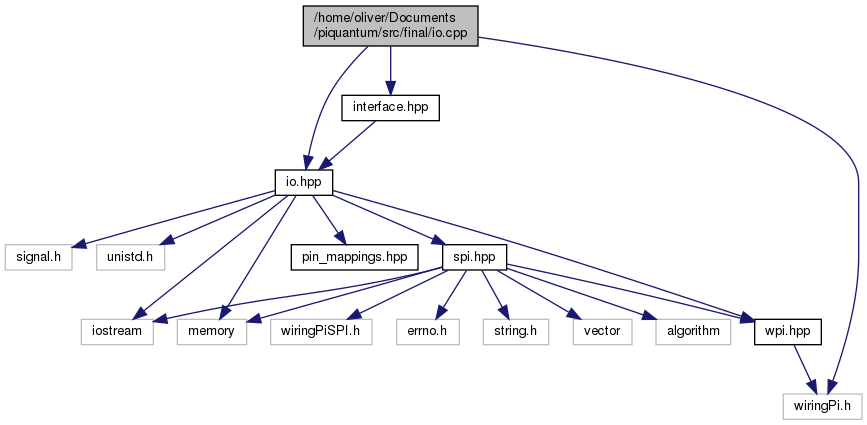 /home/oliver/Documents
/piquantum/src/final/io.cpp
interface.hpp
io.hpp
signal.h
unistd.h
pin_mappings.hpp
spi.hpp
iostream
memory
wiringPiSPI.h
errno.h
string.h
vector
algorithm
wpi.hpp
wiringPi.h